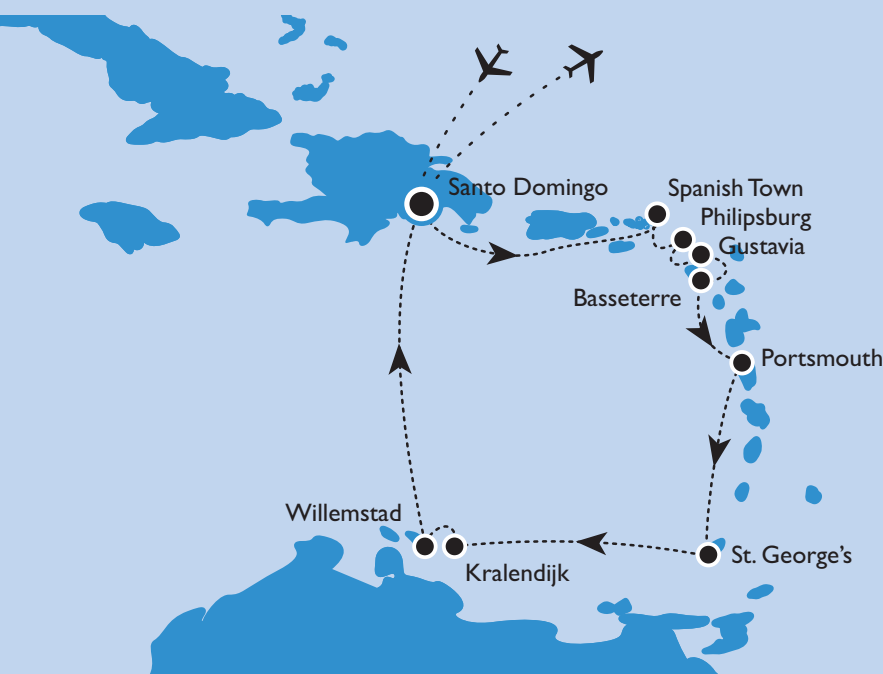 Santo Domingo
Spanish Town
Philipsburg
Gustavia
Basseterre
Portsmouth
Willemstad
St. George's
Kralendijk